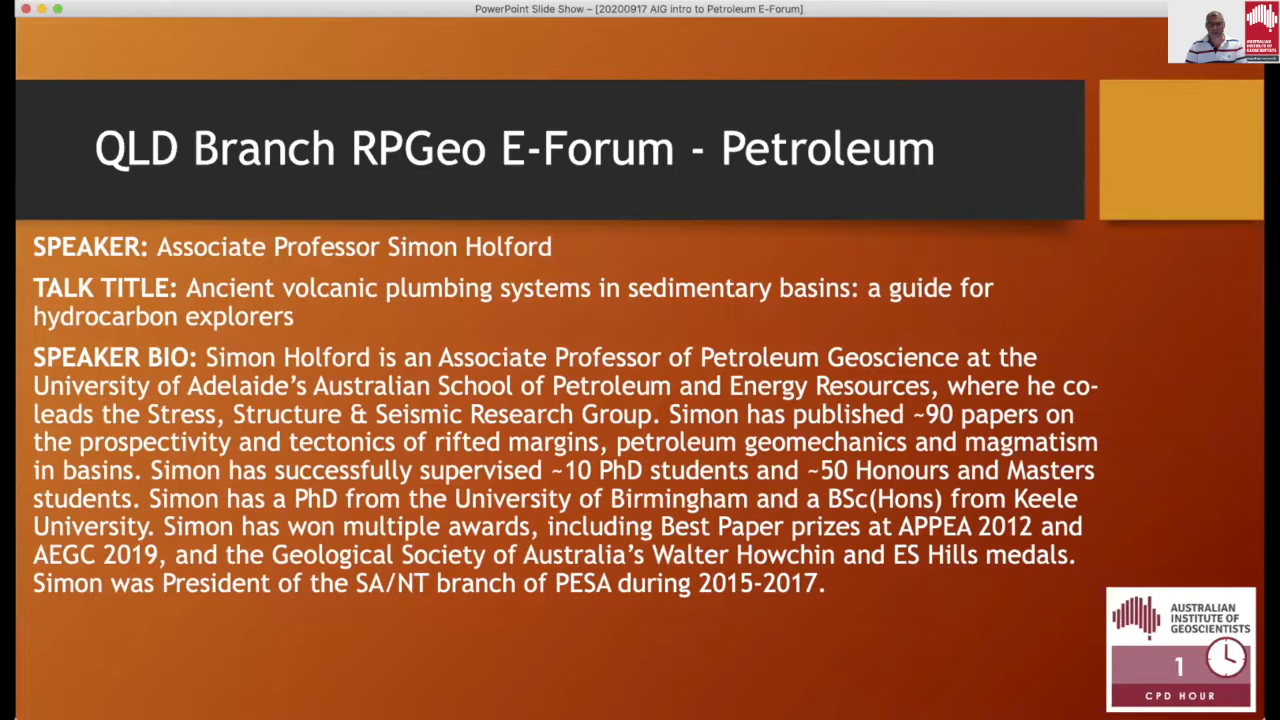 PowerPoint Slide Show – [20200917 AIG intro to Petroleum E-Forum]
AUSTRALIAN
INSTITUTE OF
GEOSCIENTISTS
QLD Branch RPGeo E-Forum - Petroleum
SPEAKER: Associate Professor Simon Holford
TALK TITLE: Ancient volcanic plumbing systems in sedimentary basins: a guide for
hydrocarbon explorers
SPEAKER BIO: Simon Holford is an Associate Professor of Petroleum Geoscience at the
University of Adelaide’s Australian School of Petroleum and Energy Resources, where he co-
leads the Stress, Structure & Seismic Research Group. Simon has published ~90 papers on
the prospectivity and tectonics of rifted margins, petroleum geomechanics and magmatism
in basins. Simon has successfully supervised ~10 PhD students and ~50 Honours and Masters
students. Simon has a PhD from the University of Birmingham and a BSc(Hons) from Keele
University. Simon has won multiple awards, including Best Paper prizes at APPEA 2012 and
AEGC 2019, and the Geological Society of Australia’s Walter Howchin and ES Hills medals.
Simon was President of the SA/NT branch of PESA during 2015-2017.
AUSTRALIAN
INSTITUTE OF
GEOSCIENTISTS
1
CPD HOUR